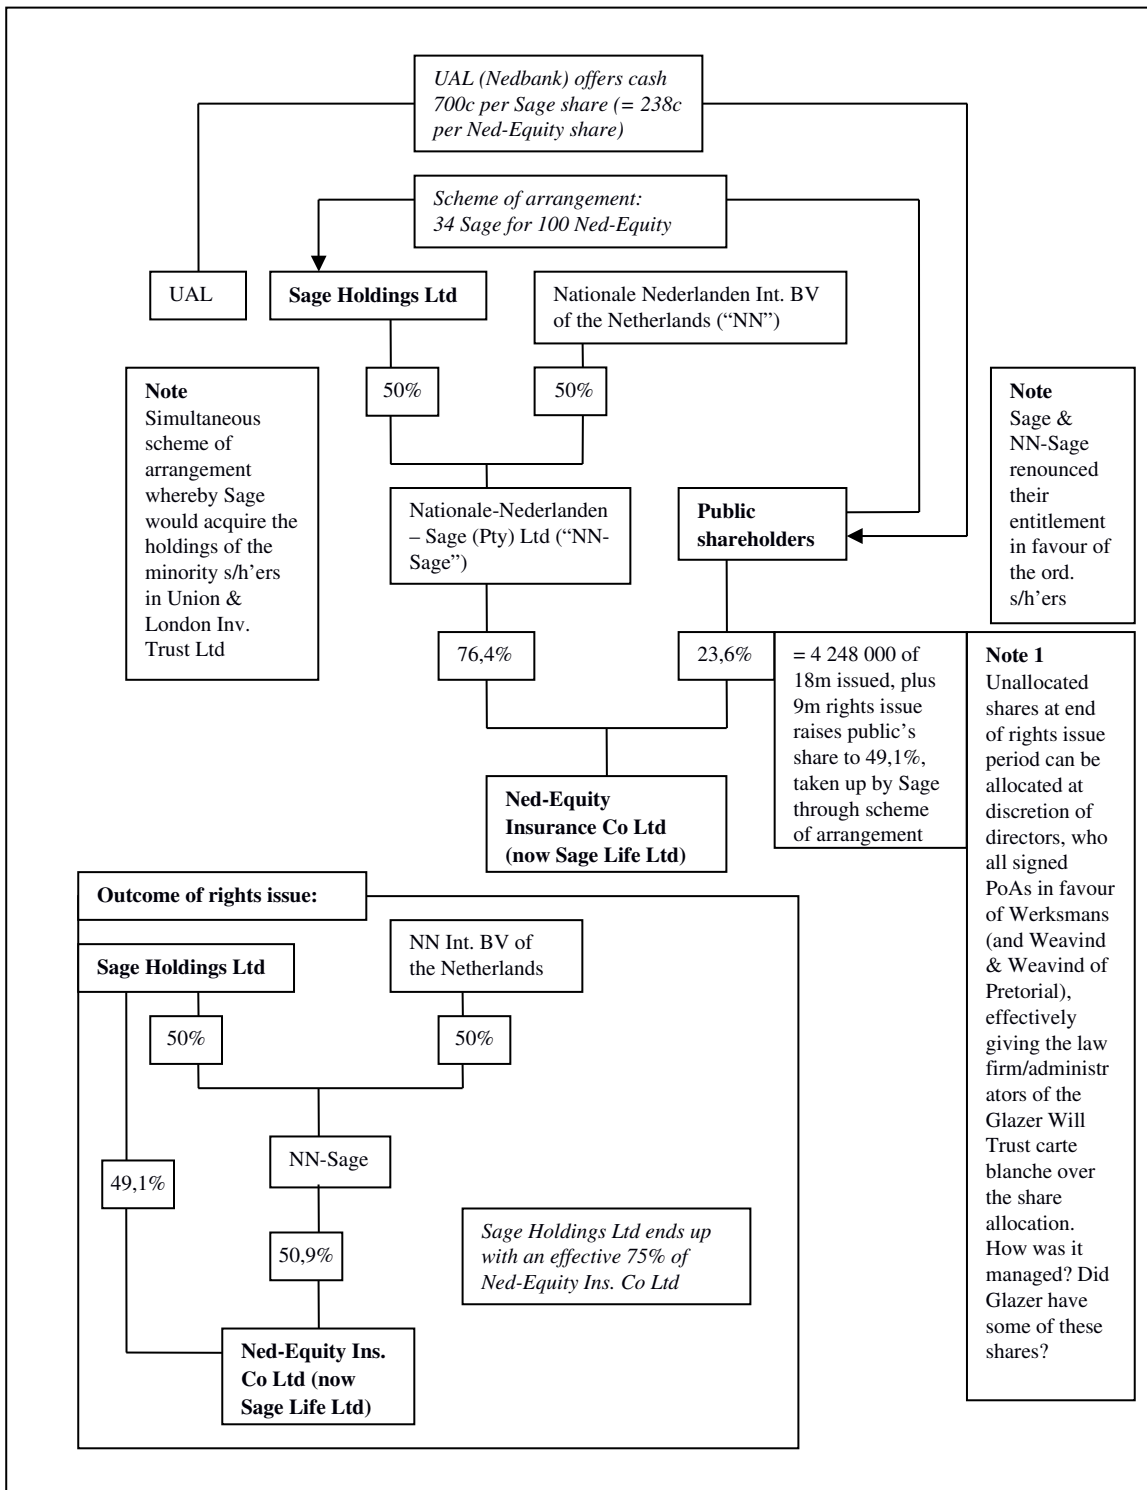 UAL (Nedbank) offers cash
700c per Sage share (= 238c
per Ned-Equity share)
Scheme of arrangement:
34 Sage for 100 Ned-Equity
UAL
Sage Holdings Ltd
Nationale Nederlanden Int. BV
of the Netherlands (“NN”)
Note
Simultaneous
scheme of
arrangement
whereby Sage
would acquire the
holdings of the
minority s/h’ers
in Union &
London Inv.
Trust Ltd
50%
50%
Note
Sage &
NN-Sage
renounced
their
entitlement
in favour of
the ord.
s/h’ers
Nationale-Nederlanden
– Sage (Pty) Ltd (“NN-
Sage”)
Public
shareholders
76,4%
23,6%
= 4 248 000 of
18m issued, plus
9m rights issue
raises public’s
share to 49,1%,
taken up by Sage
through scheme
of arrangement
Note 1
Unallocated
shares at end
of rights issue
period can be
allocated at
discretion of
directors, who
all signed
PoAs in favour
of Werksmans
(and Weavind
& Weavind of
Pretorial),
effectively
giving the law
firm/administr
ators of the
Glazer Will
Trust carte
blanche over
the share
allocation.
How was it
managed? Did
Glazer have
some of these
shares?
Ned-Equity
Insurance Co Ltd
(now Sage Life Ltd)
Outcome of rights issue:
Sage Holdings Ltd
NN Int. BV of
the Netherlands
50%
50%
NN-Sage
49,1%
50,9%
Sage Holdings Ltd ends up
with an effective 75% of
Ned-Equity Ins. Co Ltd
Ned-Equity Ins.
Co Ltd (now
Sage Life Ltd)